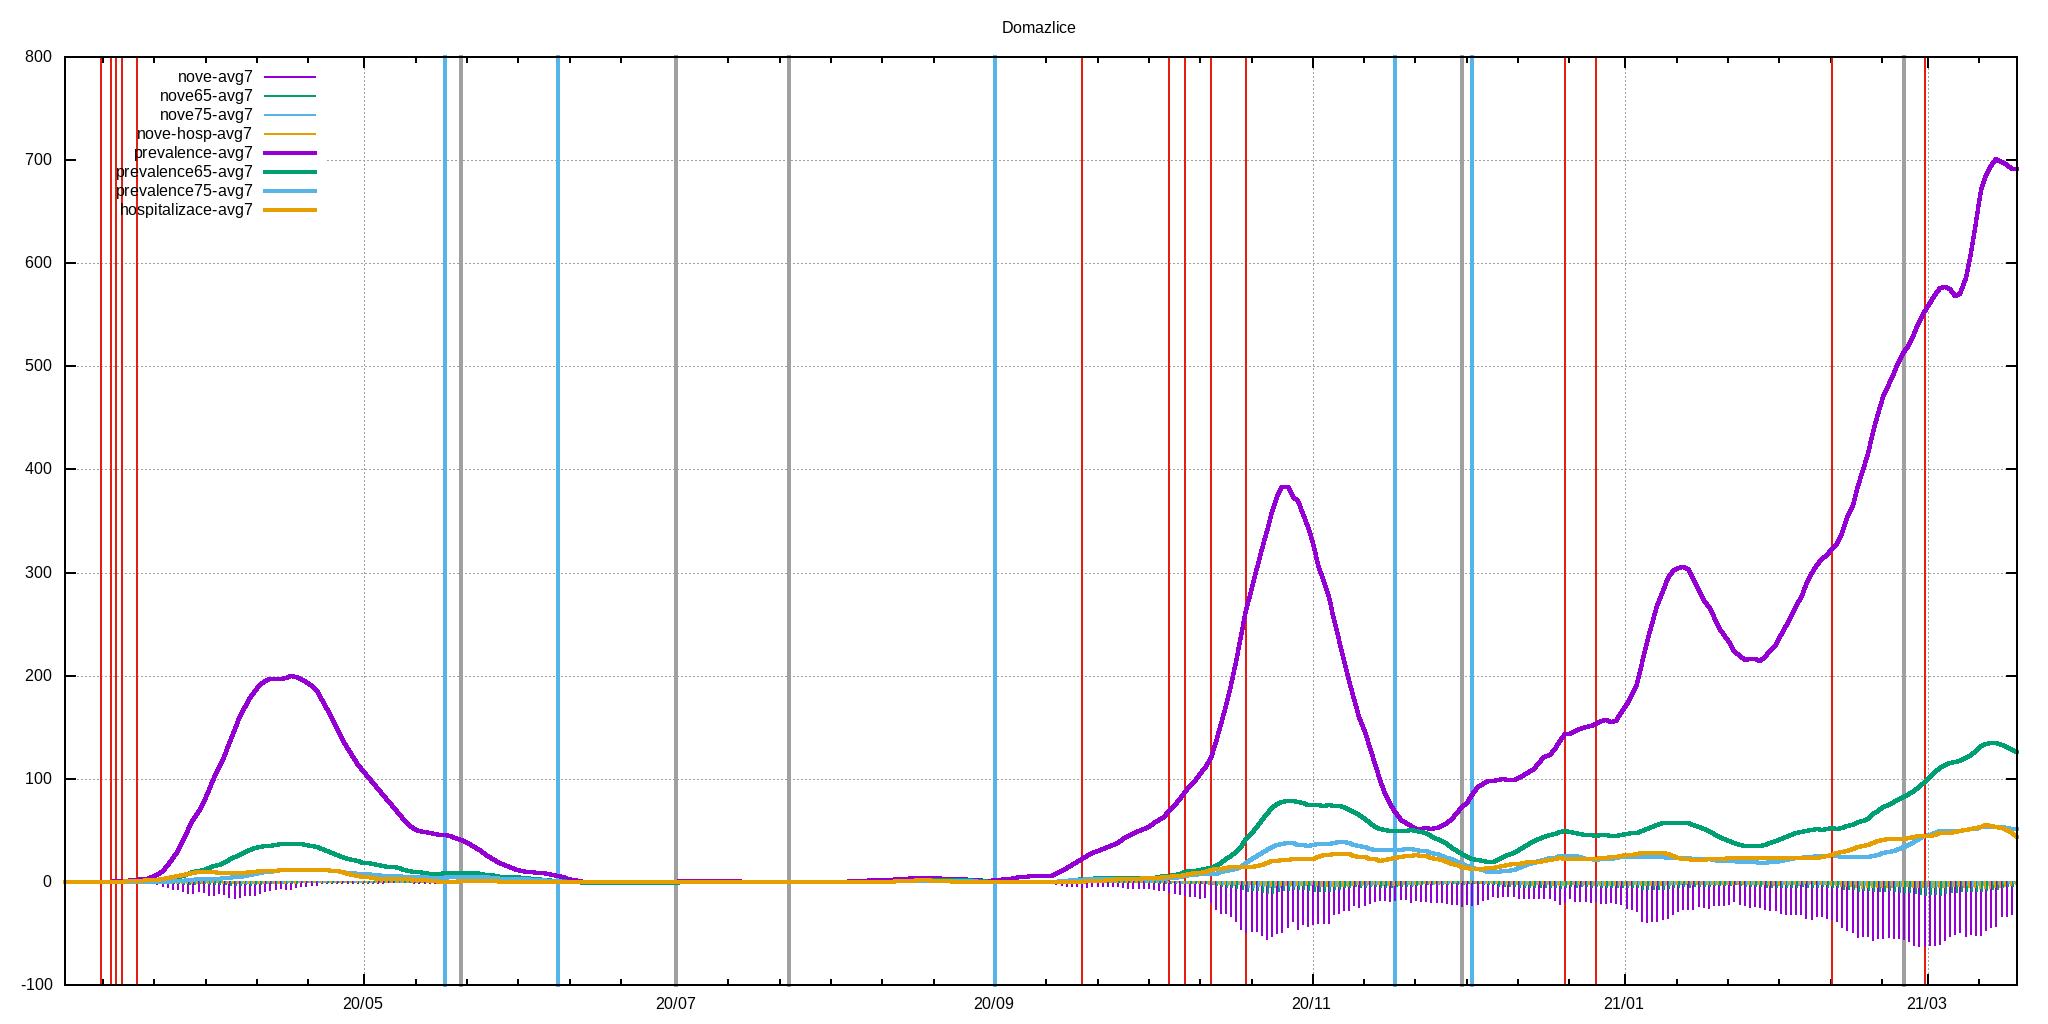 Domazlice
800
700
600
500
400
300
200
100
0
-100
nove-avg7
nove65-avg7
nove75-avg7
nove-hosp-avg7
prevalence-avg7
prevalence65-avg7
prevalence75-avg7
hospitalizace-avg7
20/05
20/07
20/09
20/11
21/01
21/03